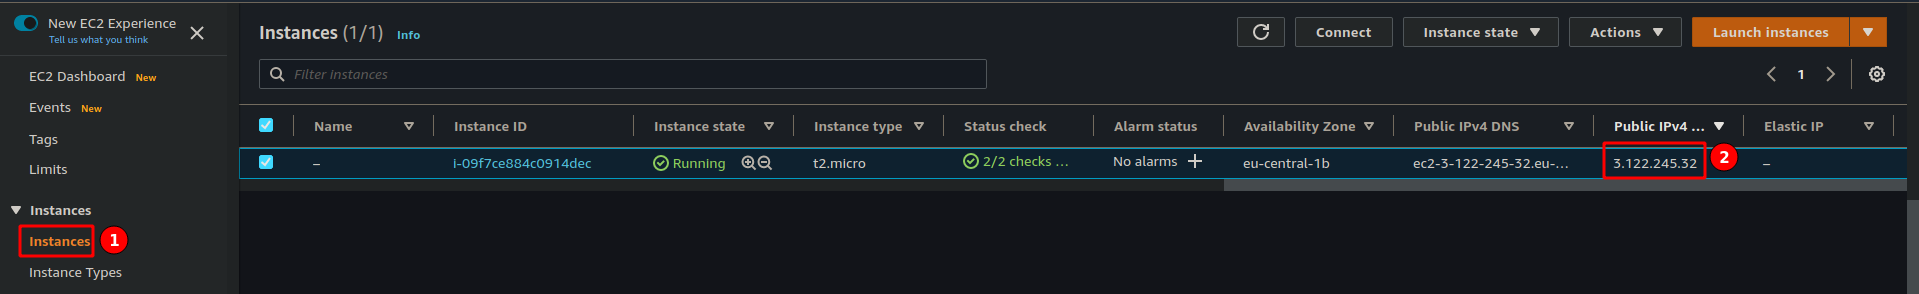 New EC2 Experience
Tell us what you think
EC2 Dashboard New
Events New
Tags
Limits
Instances
Instances 1
Instance Types
Instances (1/1) Info
Connect
Instance state
Actions
Launch instances
Filter instances
1
Name Instance ID Instance state Instance type Status check Alarm status Availability Zone Public IPv4 DNS Public IPv4 ... Elastic IP
– i-09f7ce884c0914dec Running t2.micro 2/2 checks ... No alarms + eu-central-1b ec2-3-122-245-32.eu-... 3.122.245.32 2 –